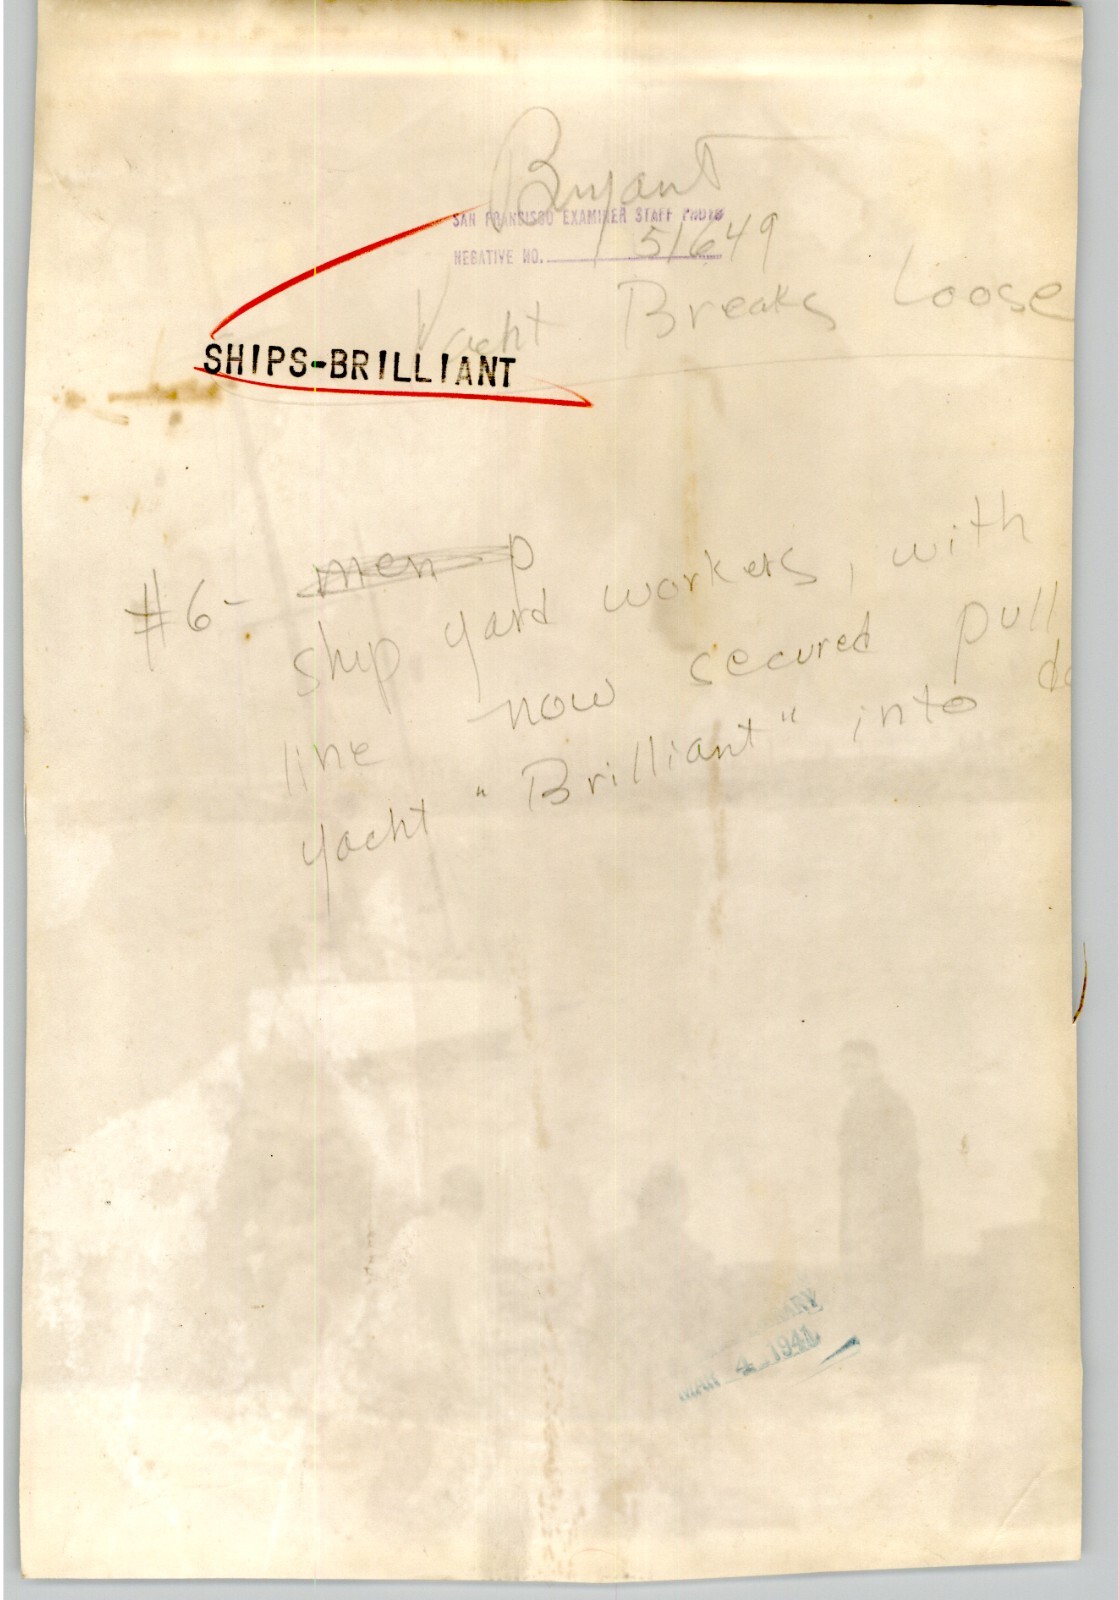 Bryant
SAN FRANCISCO EXAMINER STAFF PHOTO
NEGATIVE NO. 51649
Yacht Breaks Loose
SHIPS-BRILLIANT
#6- men p
ship yard workers, with
line now secured pull
yacht "Brilliant" into
MAR 4 1941